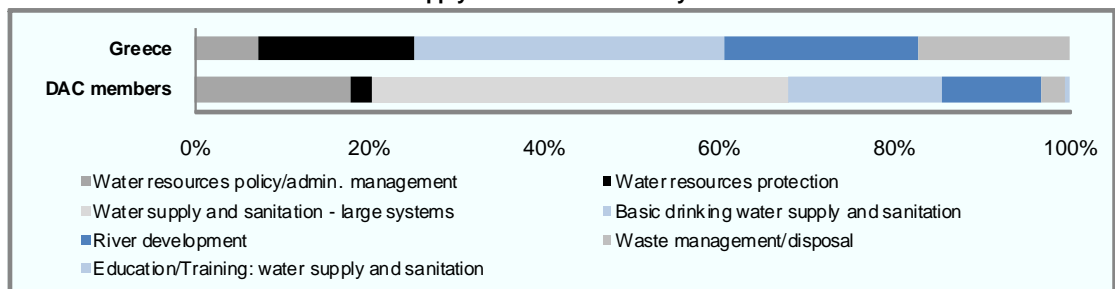 Greece
DAC members
0% 20% 40% 60% 80% 100%
Water resources policy/admin. management Water resources protection
Water supply and sanitation - large systems Basic drinking water supply and sanitation
River development Waste management/disposal
Education/Training: water supply and sanitation